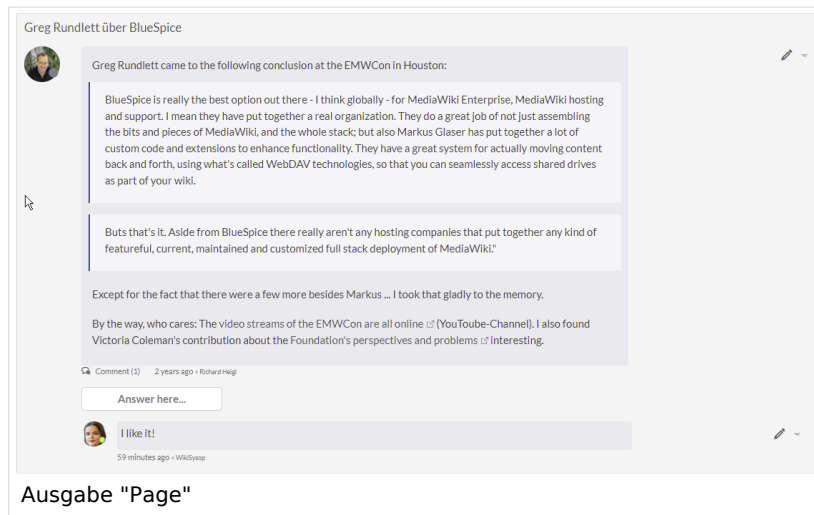 Greg Rundlett über BlueSpice
Greg Rundlett came to the following conclusion at the EMWCon in Houston:
BlueSpice is really the best option out there - I think globally - for MediaWiki Enterprise, MediaWiki hosting
and support. I mean they have put together a real organization. They do a great job of not just assembling
the bits and pieces of MediaWiki, and the whole stack; but also Markus Glaser has put together a lot of
custom code and extensions to enhance functionality. They have a great system for actually moving content
back and forth, using what's called WebDAV technologies, so that you can seamlessly access shared drives
as part of your wiki.
Buts that's it. Aside from BlueSpice there really aren't any hosting companies that put together any kind of
featureful, current, maintained and customized full stack deployment of MediaWiki."
Except for the fact that there were a few more besides Markus ... I took that gladly to the memory.
By the way, who cares: The video streams of the EMWCon are all online (YouToube-Channel). I also found
Victoria Coleman's contribution about the Foundation's perspectives and problems interesting.
Comment (1) 2 years ago • Richard Heigl
Answer here...
I like it!
59 minutes ago • WikiSysop
Ausgabe "Page"